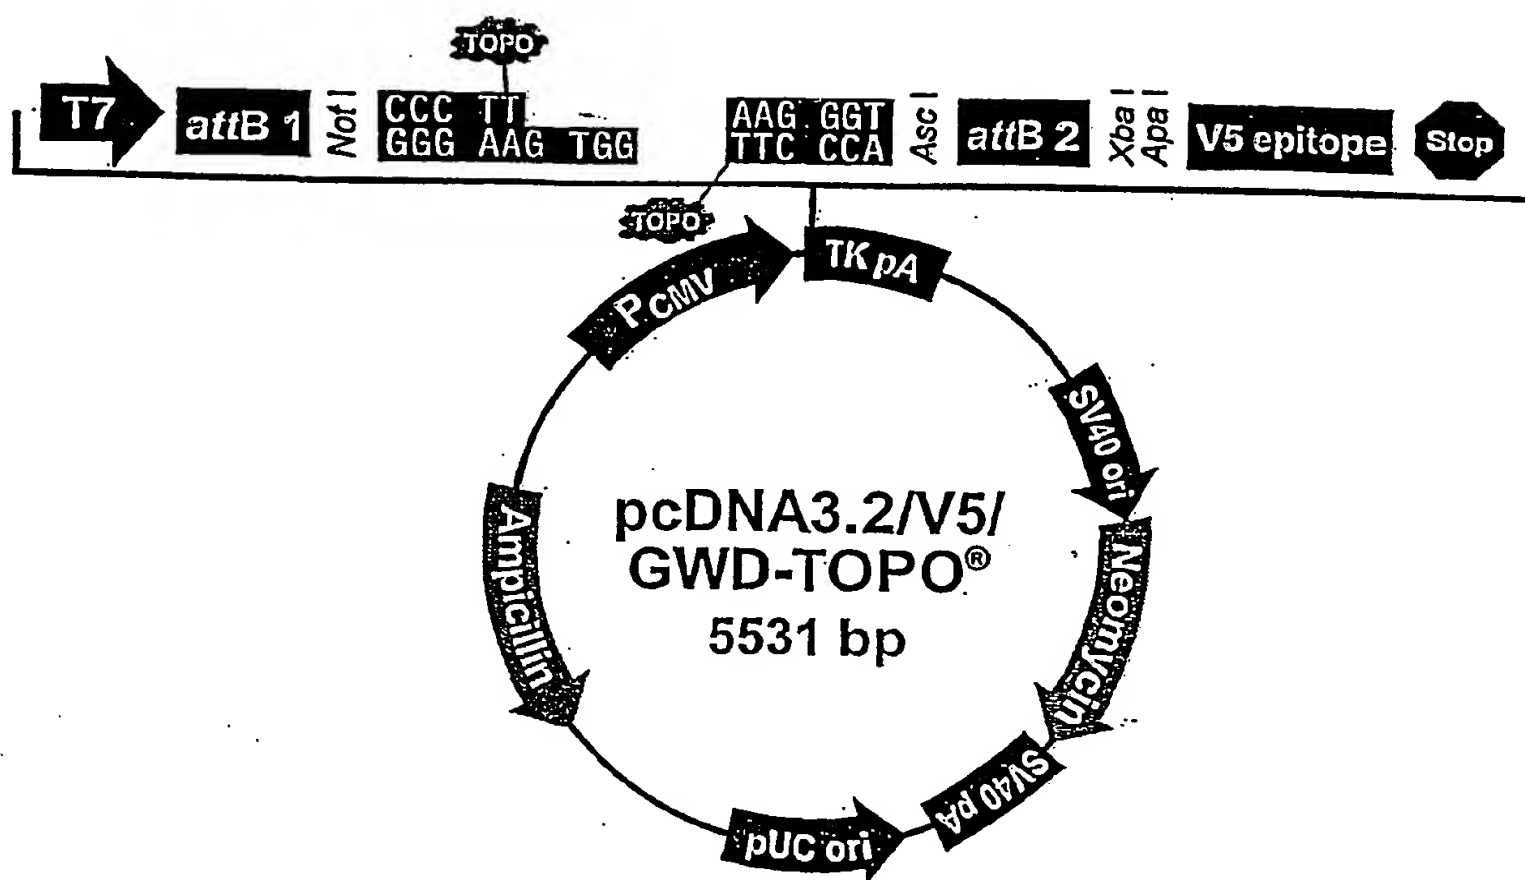 TOPO
T7
attB 1
Not I
CCC TT
GGG AAG TGG
AAG GGT
TTC CCA
Asc I
attB 2
Xba I
Apa I
V5 epitope
Stop
TOPO
PCMV
TK pA
SV40 ori
Neomycin
SV40 pA
pUC ori
Ampicillin
pcDNA3.2/V5/
GWD-TOPO®
5531 bp